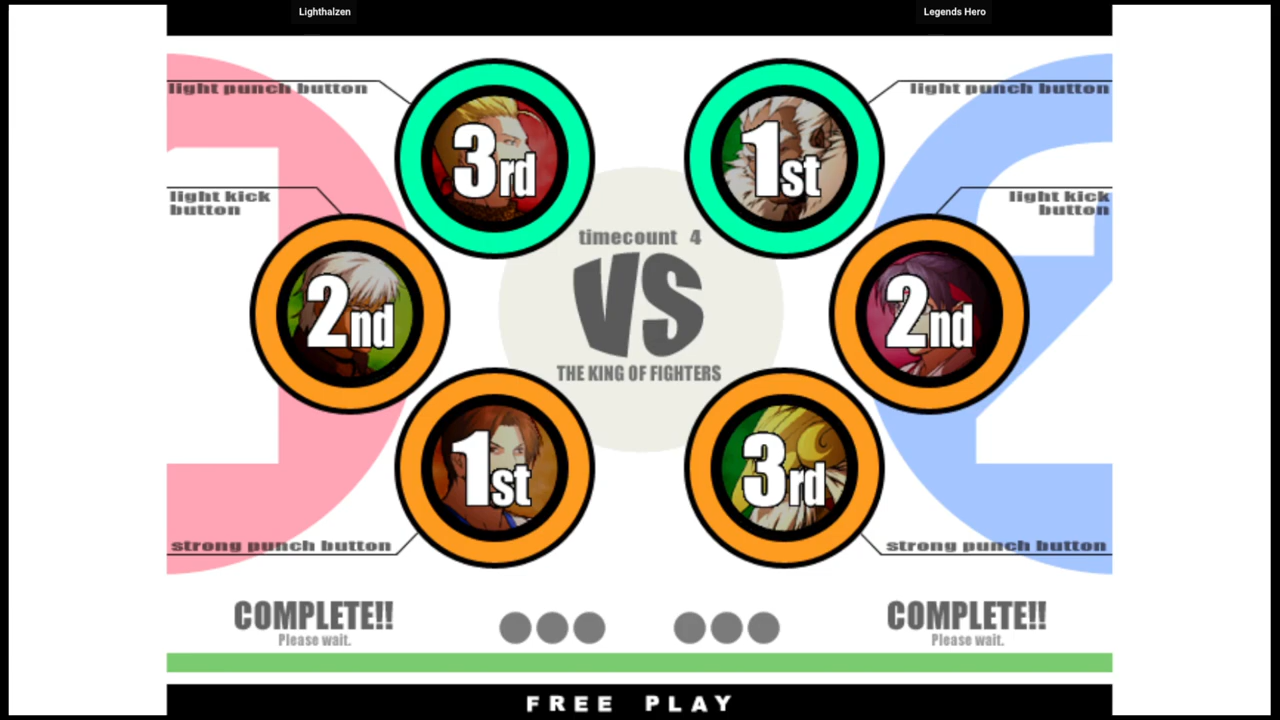 Lighthalzen
Legends Hero
light punch button
light punch button
3rd
1st
light kick
button
light kick
button
timecount 4
VS
THE KING OF FIGHTERS
2nd
2nd
1st
3rd
strong punch button
strong punch button
COMPLETE!!
Please wait.
COMPLETE!!
Please wait.
FREE PLAY